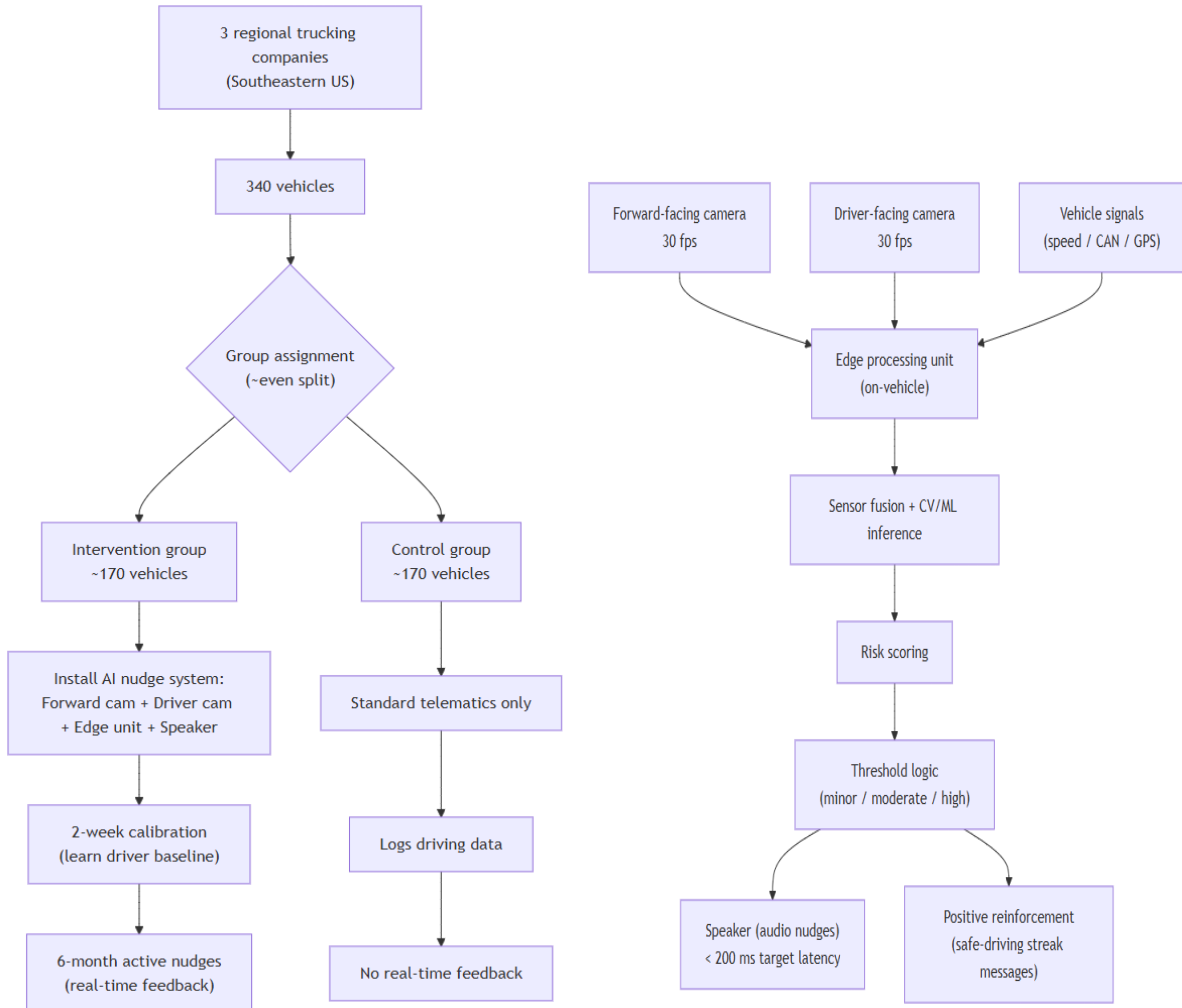 3 regional trucking
companies
(Southeastern US)
340 vehicles
Group assignment
(~even split)
Intervention group
~170 vehicles
Control group
~170 vehicles
Install AI nudge system:
Forward cam + Driver cam
+ Edge unit + Speaker
Standard telematics only
2-week calibration
(learn driver baseline)
Logs driving data
6-month active nudges
(real-time feedback)
No real-time feedback
Forward-facing camera
30 fps
Driver-facing camera
30 fps
Vehicle signals
(speed / CAN / GPS)
Edge processing unit
(on-vehicle)
Sensor fusion + CV/ML
inference
Risk scoring
Threshold logic
(minor / moderate / high)
Speaker (audio nudges)
< 200 ms target latency
Positive reinforcement
(safe-driving streak
messages)